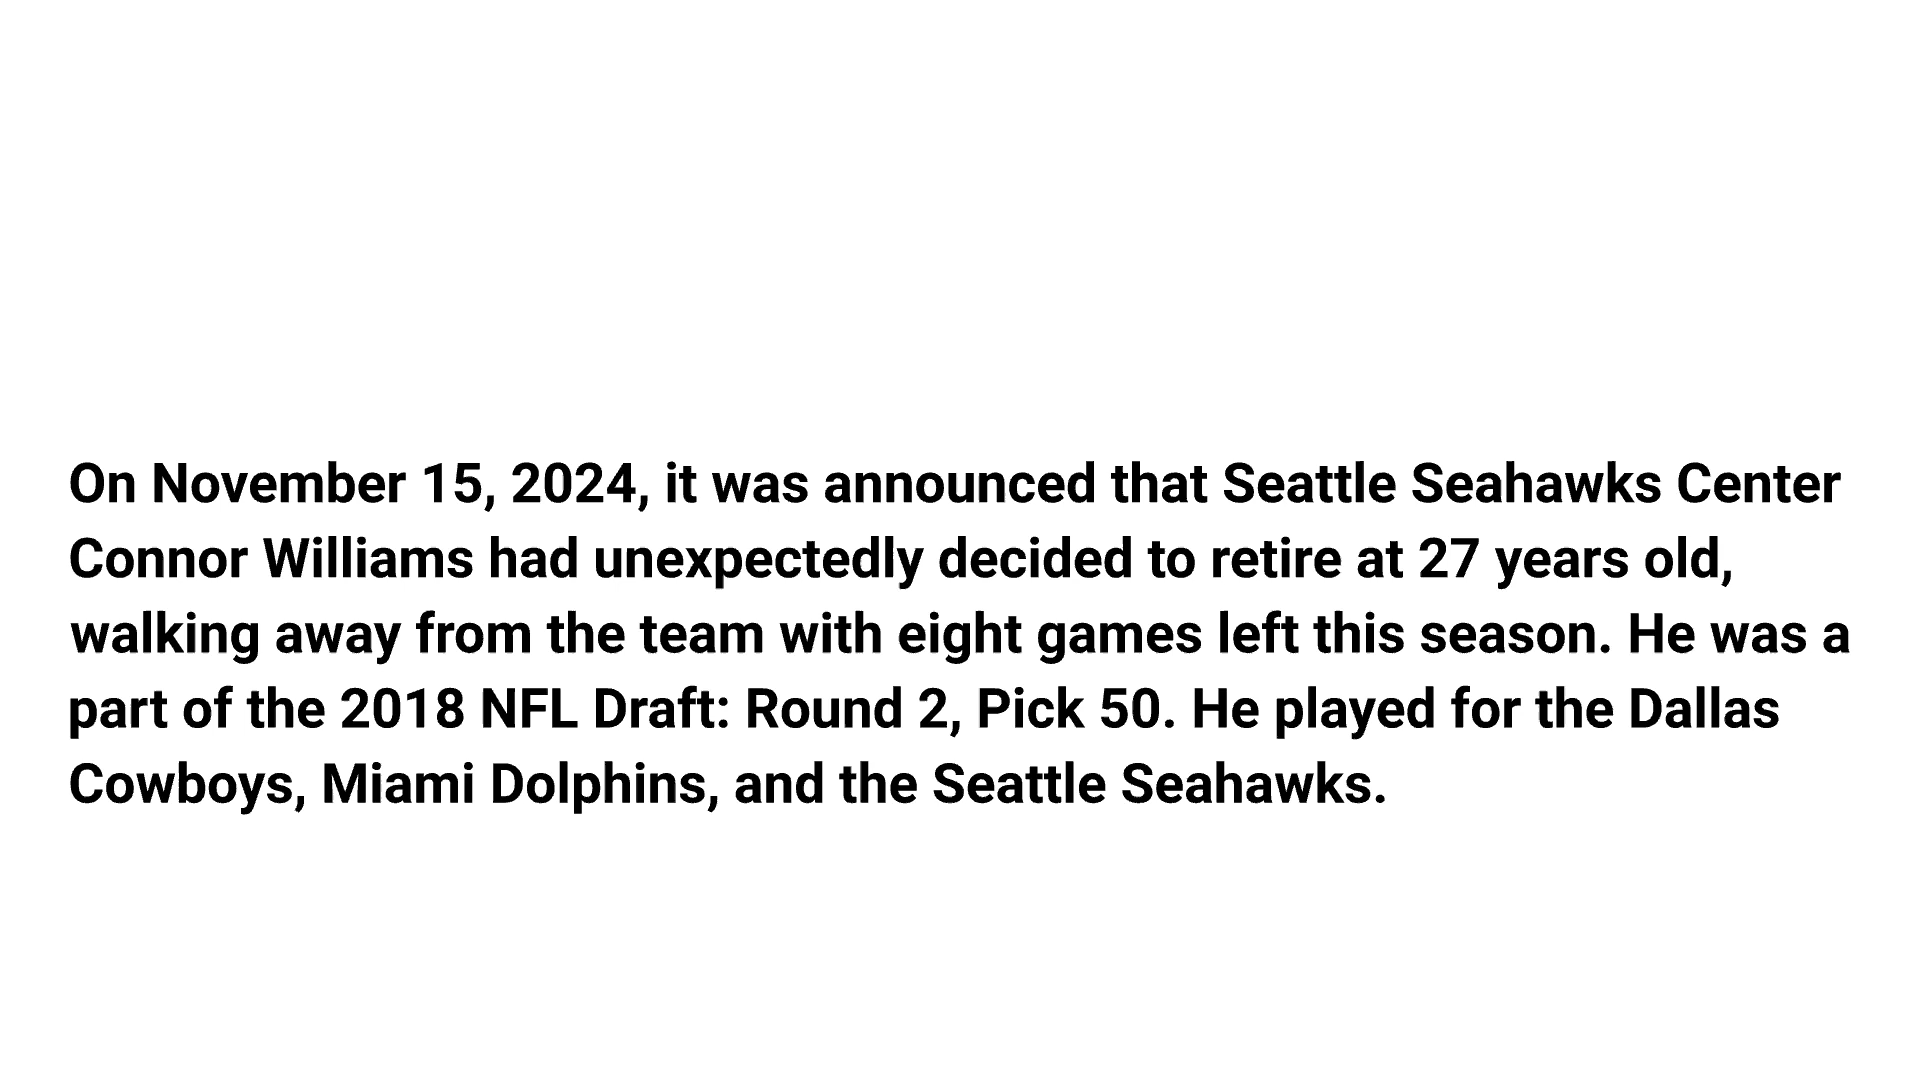 On November 15, 2024, it was announced that Seattle Seahawks Center
Connor Williams had unexpectedly decided to retire at 27 years old,
walking away from the team with eight games left this season. He was a
part of the 2018 NFL Draft: Round 2, Pick 50. He played for the Dallas
Cowboys, Miami Dolphins, and the Seattle Seahawks.